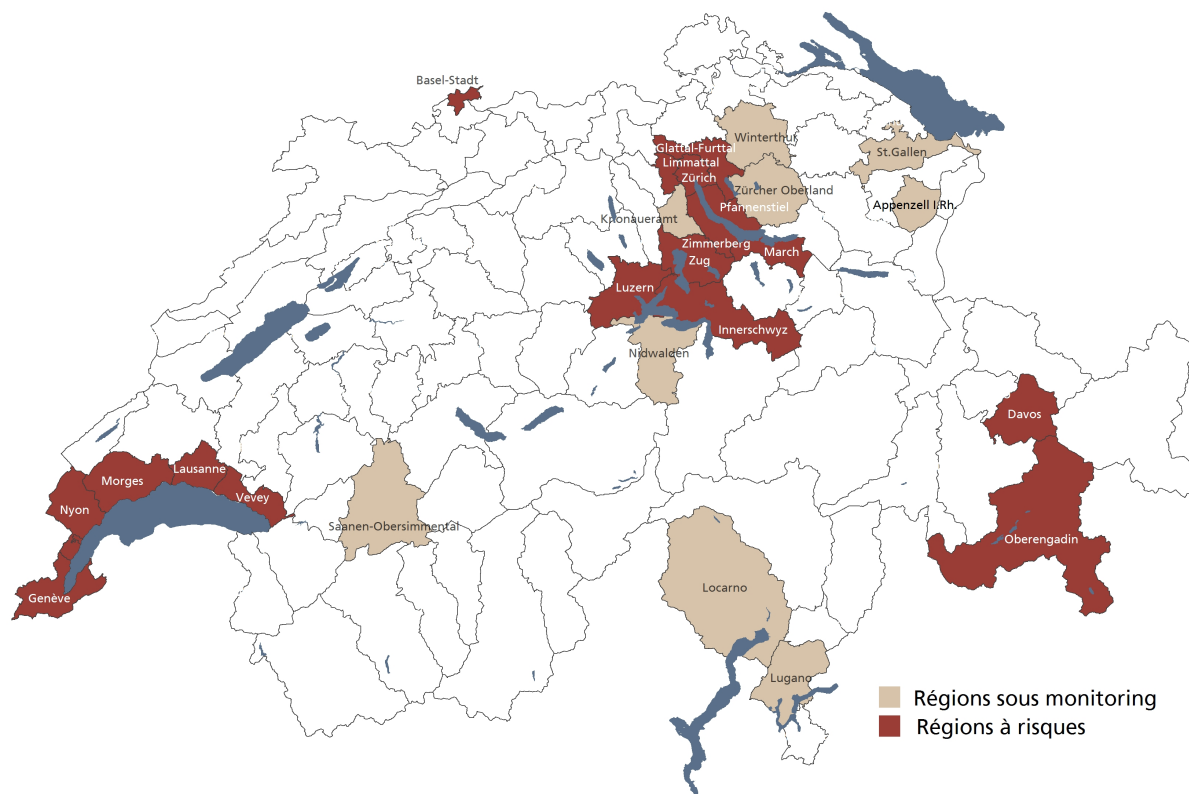 Basel-Stadt
Winterthur
Glattal-Furttal
Limmattal
Zürich
St.Gallen
Zürcher Oberland
Appenzell I.Rh.
Pfannenstiel
Knonaueramt
Zimmerberg
March
Zug
Luzern
Innerschwyz
Nidwalden
Davos
Lausanne
Morges
Vevey
Nyon
Saanen-Obersimmental
Oberengadin
Locarno
Genève
Lugano
Régions sous monitoring
Régions à risques